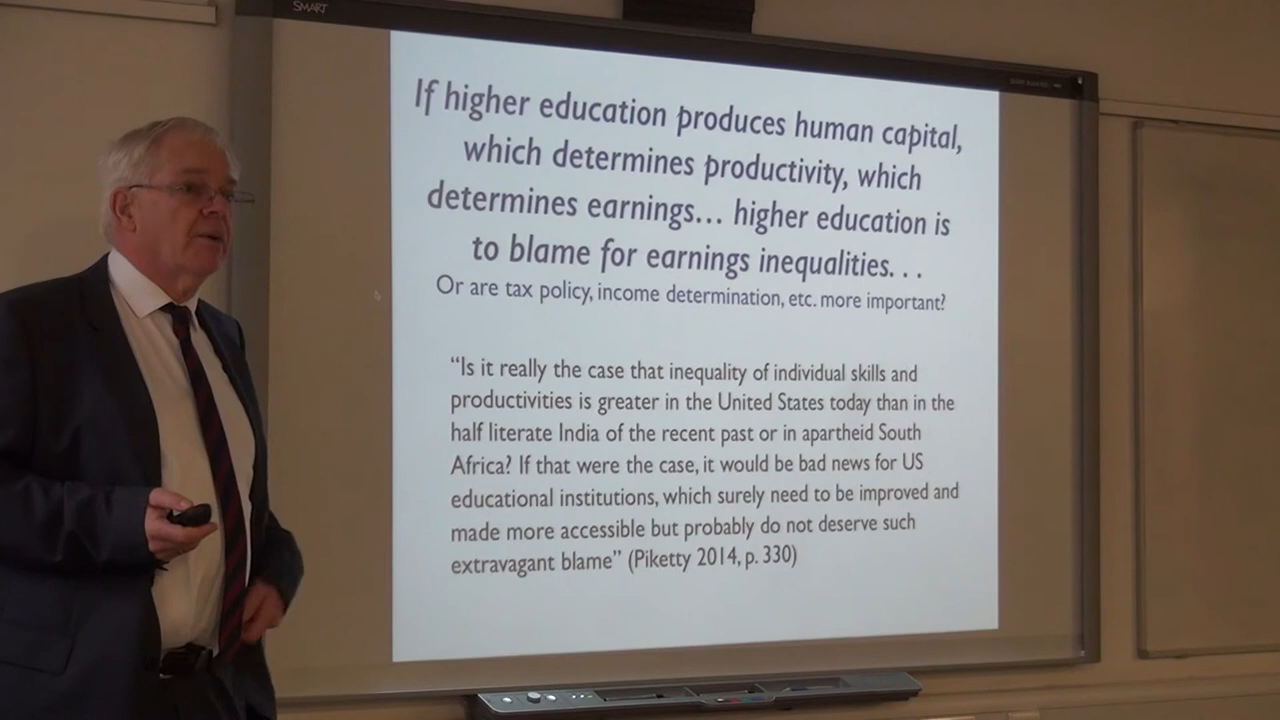 SMART
If higher education produces human capital,
which determines productivity, which
determines earnings… higher education is
to blame for earnings inequalities. . .
Or are tax policy, income determination, etc. more important?
“Is it really the case that inequality of individual skills and
productivities is greater in the United States today than in the
half literate India of the recent past or in apartheid South
Africa? If that were the case, it would be bad news for US
educational institutions, which surely need to be improved and
made more accessible but probably do not deserve such
extravagant blame” (Piketty 2014, p. 330)